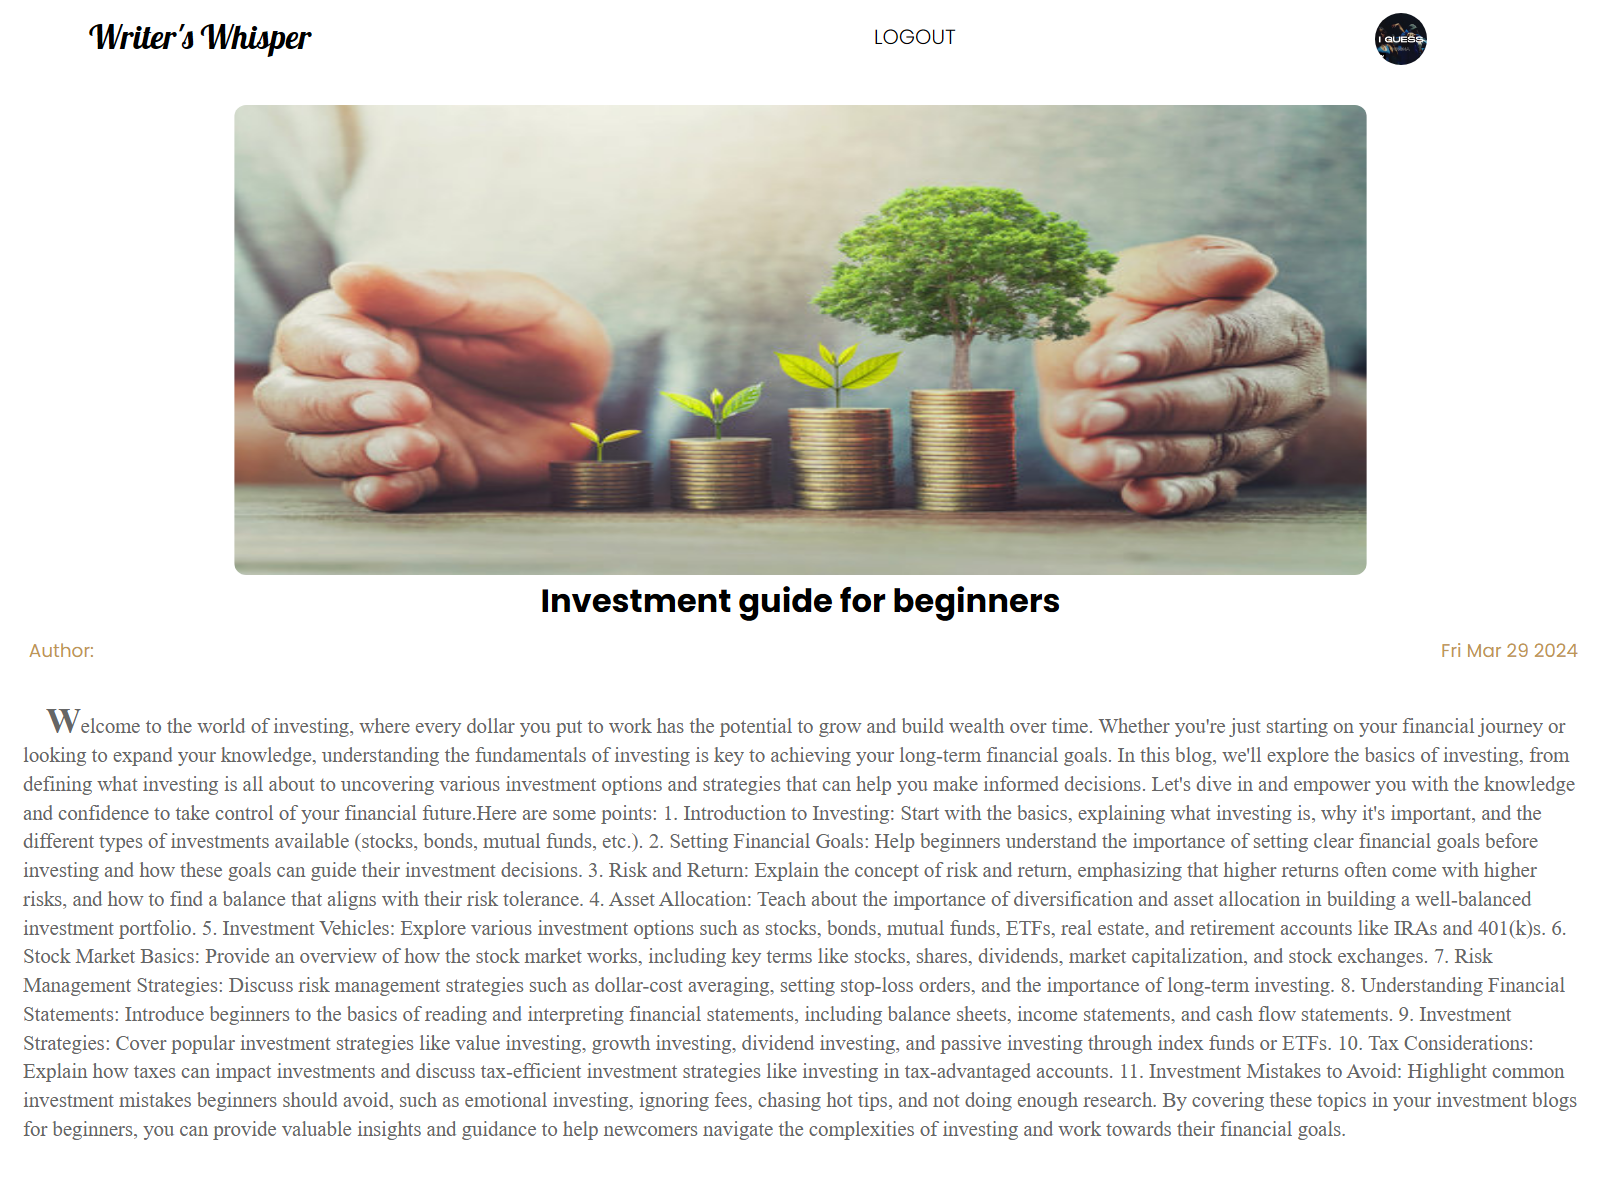 Writer's Whisper
LOGOUT
I GUESS
Investment guide for beginners
Author:
Fri Mar 29 2024
Welcome to the world of investing, where every dollar you put to work has the potential to grow and build wealth over time. Whether you're just starting on your financial journey or
looking to expand your knowledge, understanding the fundamentals of investing is key to achieving your long-term financial goals. In this blog, we'll explore the basics of investing, from
defining what investing is all about to uncovering various investment options and strategies that can help you make informed decisions. Let's dive in and empower you with the knowledge
and confidence to take control of your financial future.Here are some points: 1. Introduction to Investing: Start with the basics, explaining what investing is, why it's important, and the
different types of investments available (stocks, bonds, mutual funds, etc.). 2. Setting Financial Goals: Help beginners understand the importance of setting clear financial goals before
investing and how these goals can guide their investment decisions. 3. Risk and Return: Explain the concept of risk and return, emphasizing that higher returns often come with higher
risks, and how to find a balance that aligns with their risk tolerance. 4. Asset Allocation: Teach about the importance of diversification and asset allocation in building a well-balanced
investment portfolio. 5. Investment Vehicles: Explore various investment options such as stocks, bonds, mutual funds, ETFs, real estate, and retirement accounts like IRAs and 401(k)s. 6.
Stock Market Basics: Provide an overview of how the stock market works, including key terms like stocks, shares, dividends, market capitalization, and stock exchanges. 7. Risk
Management Strategies: Discuss risk management strategies such as dollar-cost averaging, setting stop-loss orders, and the importance of long-term investing. 8. Understanding Financial
Statements: Introduce beginners to the basics of reading and interpreting financial statements, including balance sheets, income statements, and cash flow statements. 9. Investment
Strategies: Cover popular investment strategies like value investing, growth investing, dividend investing, and passive investing through index funds or ETFs. 10. Tax Considerations:
Explain how taxes can impact investments and discuss tax-efficient investment strategies like investing in tax-advantaged accounts. 11. Investment Mistakes to Avoid: Highlight common
investment mistakes beginners should avoid, such as emotional investing, ignoring fees, chasing hot tips, and not doing enough research. By covering these topics in your investment blogs
for beginners, you can provide valuable insights and guidance to help newcomers navigate the complexities of investing and work towards their financial goals.